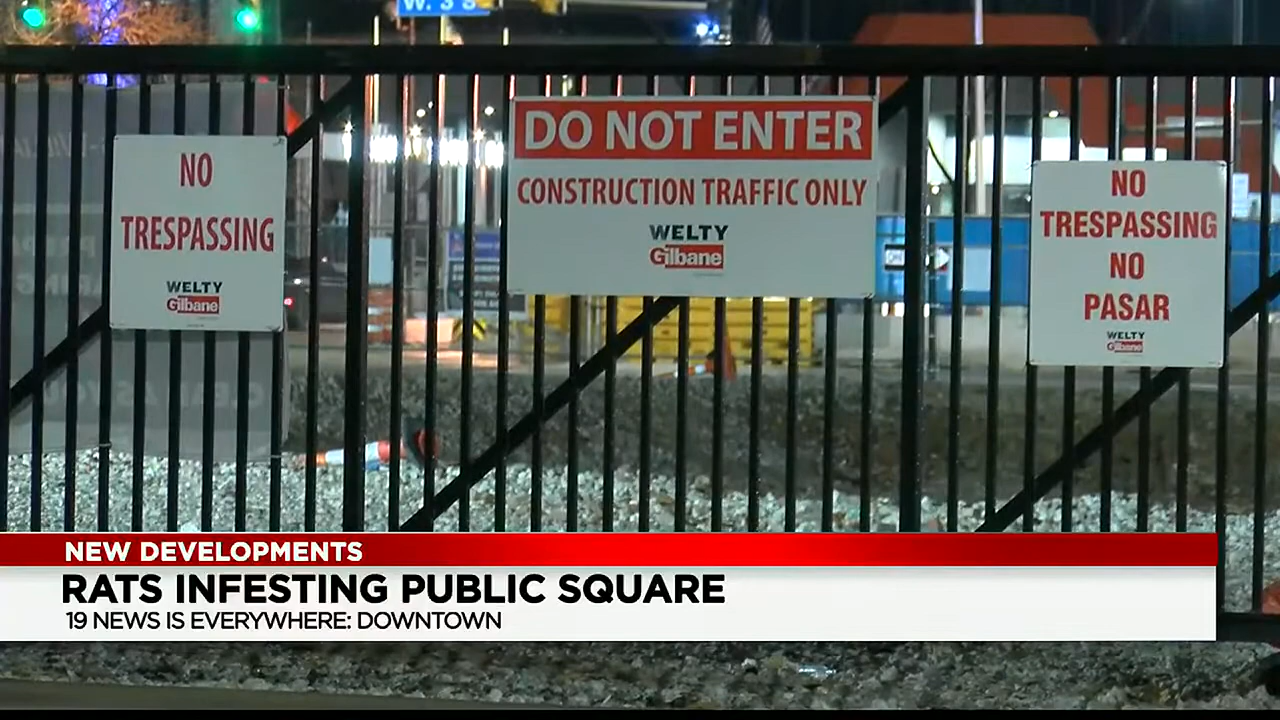 W. 3 S
NO
TRESPASSING
WELTY
Gilbane
DO NOT ENTER
CONSTRUCTION TRAFFIC ONLY
WELTY
Gilbane
NO
TRESPASSING
NO
PASAR
WELTY
Gilbane
NEW DEVELOPMENTS
RATS INFESTING PUBLIC SQUARE
19 NEWS IS EVERYWHERE: DOWNTOWN